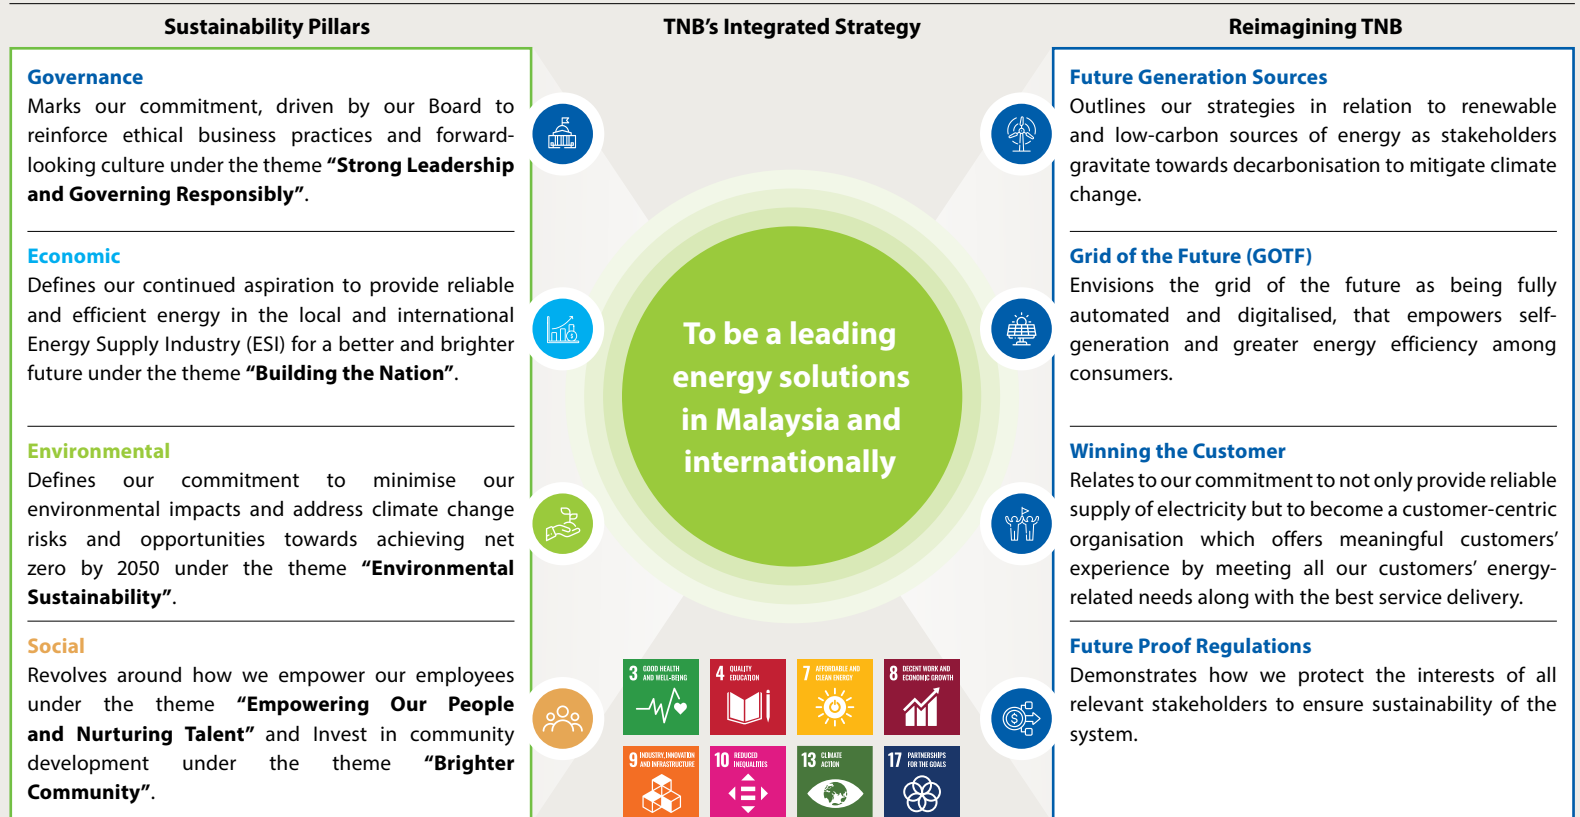 Sustainability Pillars
TNB's Integrated Strategy
Reimagining TNB
Governance
Marks our commitment, driven by our Board to
reinforce ethical business practices and forward-
looking culture under the theme “Strong Leadership
and Governing Responsibly”.
Economic
Defines our continued aspiration to provide reliable
and efficient energy in the local and international
Energy Supply Industry (ESI) for a better and brighter
future under the theme “Building the Nation”.
Environmental
Defines our commitment to minimise our
environmental impacts and address climate change
risks and opportunities towards achieving net
zero by 2050 under the theme “Environmental
Sustainability”.
Social
Revolves around how we empower our employees
under the theme “Empowering Our People
and Nurturing Talent” and Invest in community
development under the theme “Brighter
Community”.
To be a leading
energy solutions
in Malaysia and
internationally
3 GOOD HEALTH
AND WELL-BEING
4 QUALITY
EDUCATION
7 AFFORDABLE AND
CLEAN ENERGY
8 DECENT WORK AND
ECONOMIC GROWTH
9 INDUSTRY, INNOVATION
AND INFRASTRUCTURE
10 REDUCED
INEQUALITIES
13 CLIMATE
ACTION
17 PARTNERSHIPS
FOR THE GOALS
Future Generation Sources
Outlines our strategies in relation to renewable
and low-carbon sources of energy as stakeholders
gravitate towards decarbonisation to mitigate climate
change.
Grid of the Future (GOTF)
Envisions the grid of the future as being fully
automated and digitalised, that empowers self-
generation and greater energy efficiency among
consumers.
Winning the Customer
Relates to our commitment to not only provide reliable
supply of electricity but to become a customer-centric
organisation which offers meaningful customers’
experience by meeting all our customers’ energy-
related needs along with the best service delivery.
Future Proof Regulations
Demonstrates how we protect the interests of all
relevant stakeholders to ensure sustainability of the
system.